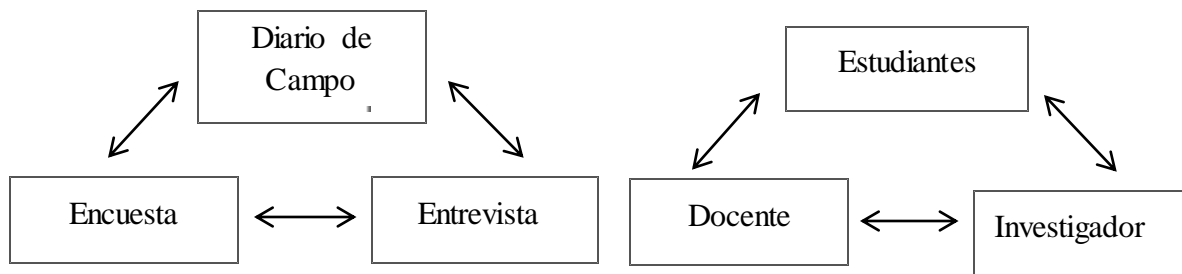 Diario de
Campo
Estudiantes
Encuesta
Entrevista
Docente
Investigador